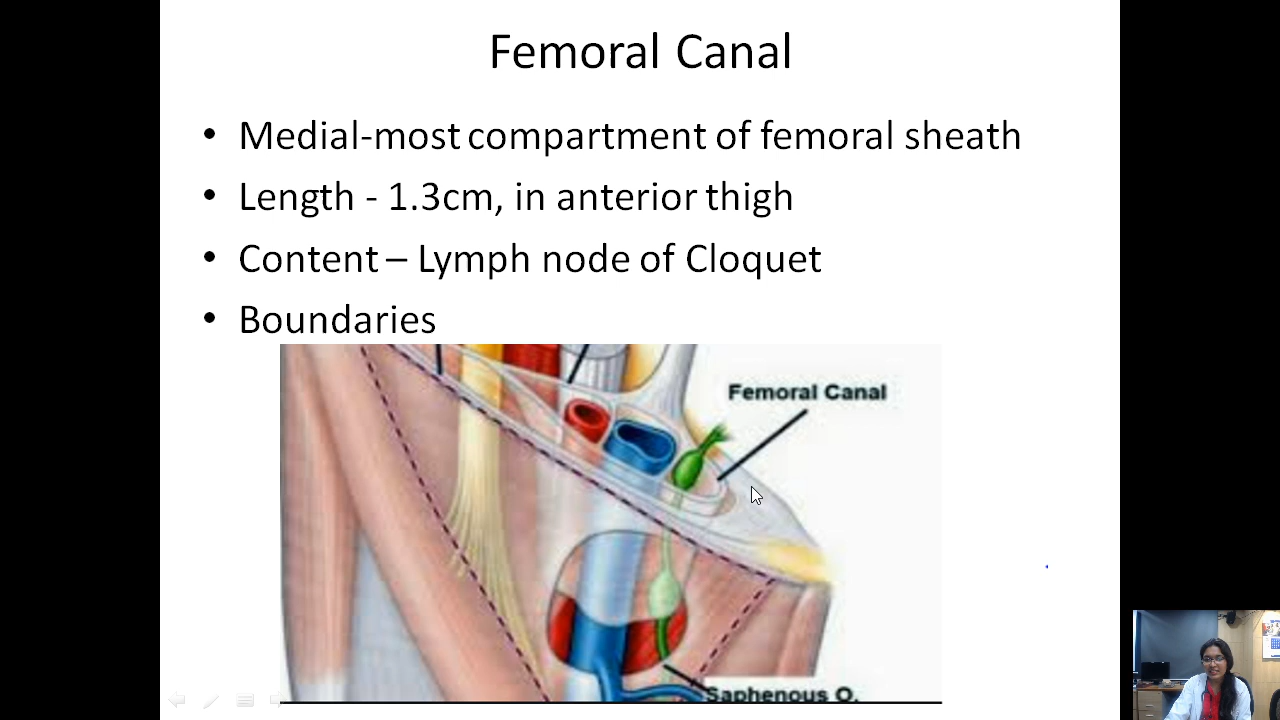 Femoral Canal
• Medial-most compartment of femoral sheath
• Length - 1.3cm, in anterior thigh
• Content – Lymph node of Cloquet
• Boundaries
Femoral Canal
Saphenous O.